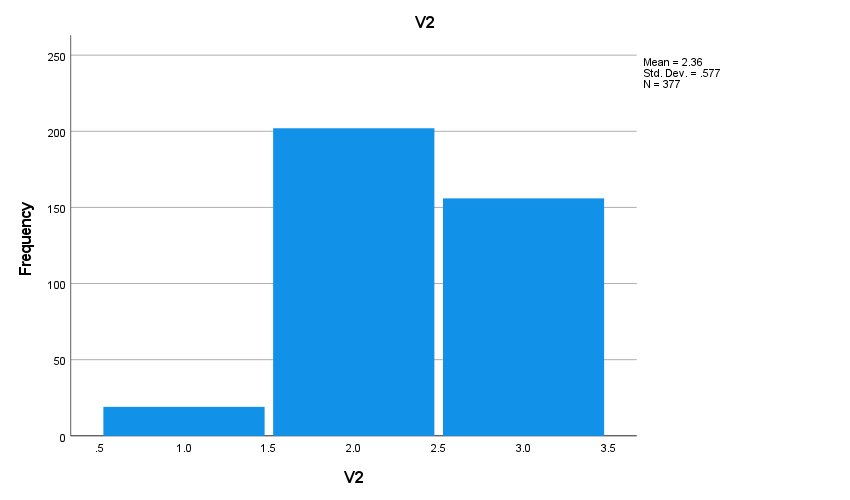 V2
250
200
150
100
50
0
Frequency
.5 1.0 1.5 2.0 2.5 3.0 3.5
V2
Mean = 2.36
Std. Dev. = .577
N = 377